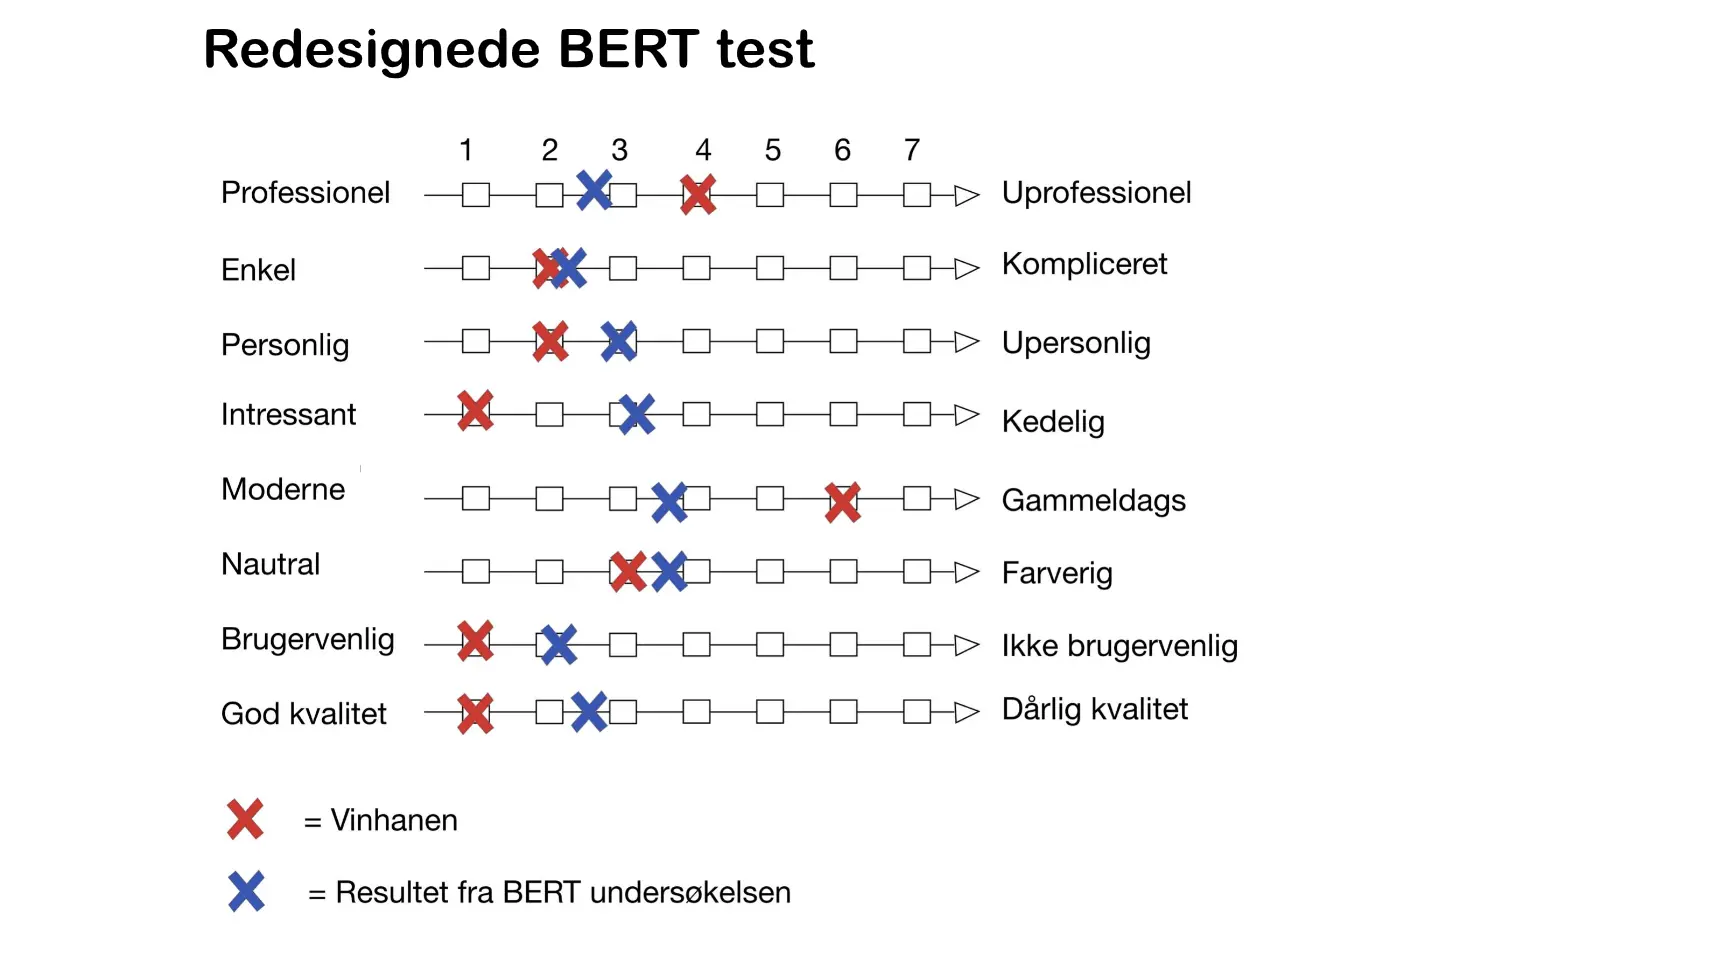 Redesignede BERT test
1 2 3 4 5 6 7
Professionel Uprofessionel
Enkel Kompliceret
Personlig Upersonlig
Intressant Kedelig
Moderne Gammeldags
Nautral Farverig
Brugervenlig Ikke brugervenlig
God kvalitet Dårlig kvalitet
= Vinhanen
= Resultet fra BERT undersøkelsen